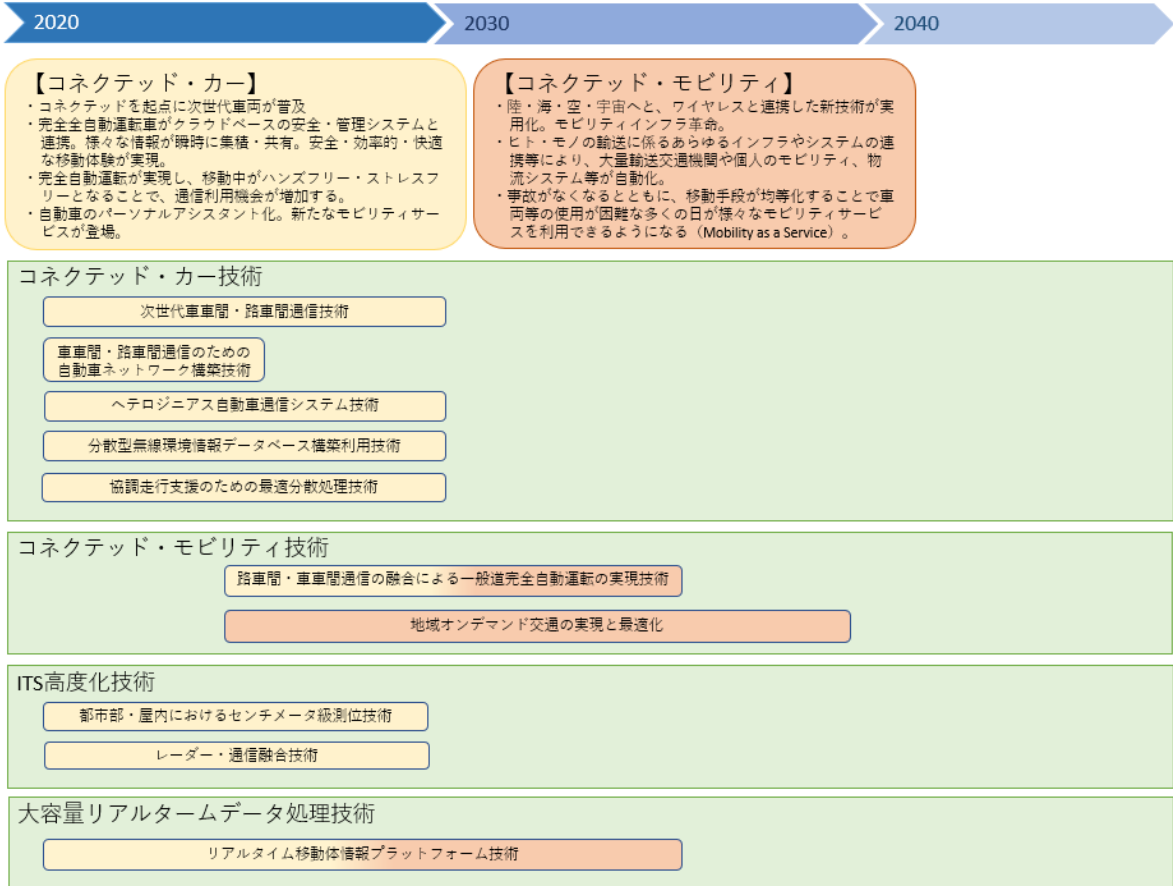 2020
2030
2040
【コネクテッド・カー】
・コネクテッドを起点に次世代車両が普及
・完全全自動運転車がクラウドベースの安全・管理システムと
連携。様々な情報が瞬時に集積・共有。安全・効率的・快適
な移動体験が実現。
・完全自動運転が実現し、移動中がハンズフリー・ストレスフ
リーとなることで、通信利用機会が増加する。
・自動車のパーソナルアシスタント化。新たなモビリティサー
ビスが登場。
【コネクテッド・モビリティ】
・陸・海・空・宇宙へと、ワイヤレスと連携した新技術が実
用化。モビリティインフラ革命。
・ヒト・モノの輸送に係るあらゆるインフラやシステムの連
携等により、大量輸送交通機関や個人のモビリティ、物
流システム等が自動化。
・事故がなくなるとともに、移動手段が均等化することで車
両等の使用が困難な多くの日が様々なモビリティサービ
スを利用できるようになる（Mobility as a Service）。
コネクテッド・カー技術
次世代車車間・路車間通信技術
車車間・路車間通信のための
自動車ネットワーク構築技術
ヘテロジニアス自動車通信システム技術
分散型無線環境情報データベース構築利用技術
協調走行支援のための最適分散処理技術
コネクテッド・モビリティ技術
路車間・車車間通信の融合による一般道完全自動運転の実現技術
地域オンデマンド交通の実現と最適化
ITS高度化技術
都市部・屋内におけるセンチメータ級測位技術
レーダー・通信融合技術
大容量リアルタームデータ処理技術
リアルタイム移動体情報プラットフォーム技術